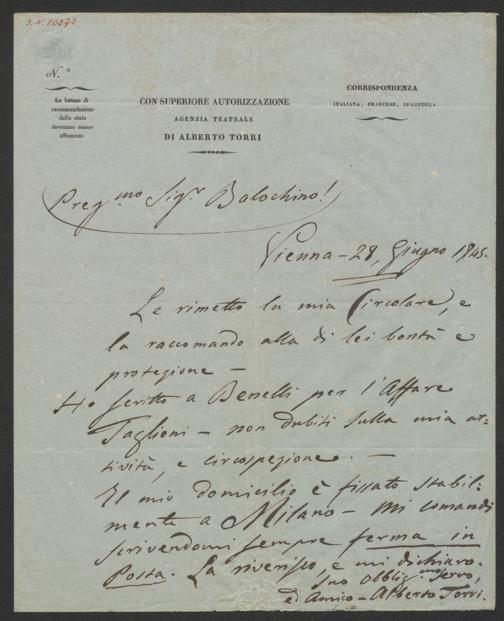 J. N. 10373
N.º
Le lettere di
raccomandazione
dello stato
dovranno essere
affrancate
CON SUPERIORE AUTORIZZAZIONE
AGENZIA TEATRALE
DI ALBERTO TORRI
CORRISPONDENZA
ITALIANA, FRANCESE, SPAGNUOLA
Preg.mo Sig.r Balochino!
Vienna – 28, Giugno 1845.
Le rimetto la mia Circolare, e
la raccomando alla di lei bontà e
protezione –
Ho scritto a Benelli per l'Affare
Taglioni – non dubiti sulla mia at-
tività, e circospezione. –
Il mio domicilio è fissato stabil-
mente a Milano – mi comandi
scrivendomi sempre ferma in
Posta. La riverisco, e mi dichiaro.
Suo Obblig.mo Servo,
ed Amico – Alberto Torri.